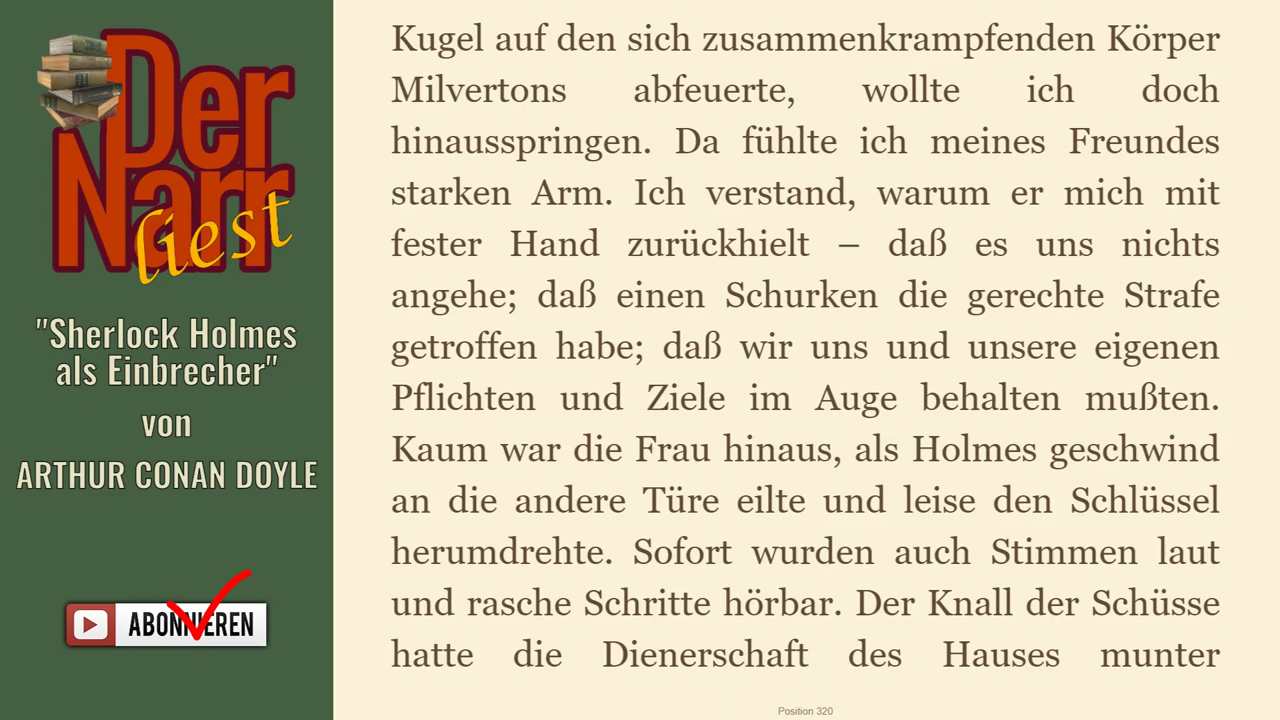 Der
Narr
liest
"Sherlock Holmes
als Einbrecher"
von
ARTHUR CONAN DOYLE
ABONNIEREN
Kugel auf den sich zusammenkrampfenden Körper
Milvertons abfeuerte, wollte ich doch
hinausspringen. Da fühlte ich meines Freundes
starken Arm. Ich verstand, warum er mich mit
fester Hand zurückhielt – daß es uns nichts
angehe; daß einen Schurken die gerechte Strafe
getroffen habe; daß wir uns und unsere eigenen
Pflichten und Ziele im Auge behalten mußten.
Kaum war die Frau hinaus, als Holmes geschwind
an die andere Türe eilte und leise den Schlüssel
herumdrehte. Sofort wurden auch Stimmen laut
und rasche Schritte hörbar. Der Knall der Schüsse
hatte die Dienerschaft des Hauses munter
Position 320